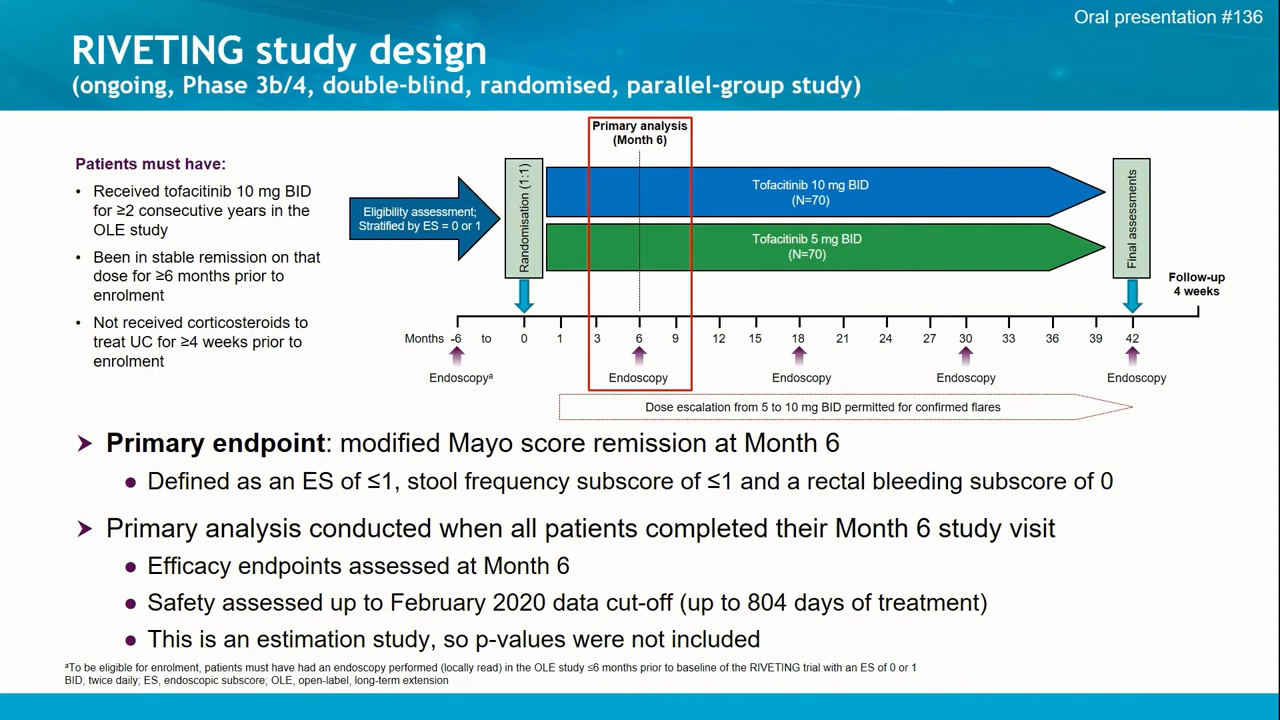 Oral presentation #136
RIVETING study design
(ongoing, Phase 3b/4, double-blind, randomised, parallel-group study)
Patients must have:
• Received tofacitinib 10 mg BID
for ≥2 consecutive years in the
OLE study
• Been in stable remission on that
dose for ≥6 months prior to
enrolment
• Not received corticosteroids to
treat UC for ≥4 weeks prior to
enrolment
Eligibility assessment;
Stratified by ES = 0 or 1
Randomisation (1:1)
Primary analysis
(Month 6)
Tofacitinib 10 mg BID
(N=70)
Tofacitinib 5 mg BID
(N=70)
Final assessments
Follow-up
4 weeks
Months -6 to 0 1 3 6 9 12 15 18 21 24 27 30 33 36 39 42
Endoscopyª Endoscopy Endoscopy Endoscopy Endoscopy
Dose escalation from 5 to 10 mg BID permitted for confirmed flares
➤ Primary endpoint: modified Mayo score remission at Month 6
● Defined as an ES of ≤1, stool frequency subscore of ≤1 and a rectal bleeding subscore of 0
➤ Primary analysis conducted when all patients completed their Month 6 study visit
● Efficacy endpoints assessed at Month 6
● Safety assessed up to February 2020 data cut-off (up to 804 days of treatment)
● This is an estimation study, so p-values were not included
ªTo be eligible for enrolment, patients must have had an endoscopy performed (locally read) in the OLE study ≤6 months prior to baseline of the RIVETING trial with an ES of 0 or 1
BID, twice daily; ES, endoscopic subscore; OLE, open-label, long-term extension